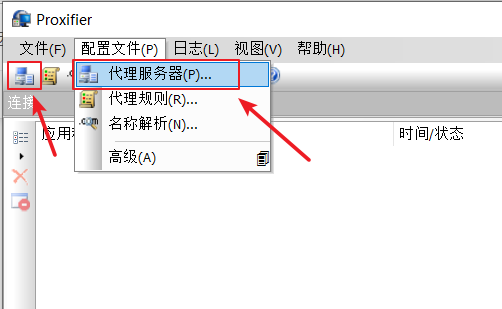 Proxifier
文件(F) 配置文件(P) 日志(L) 视图(V) 帮助(H)
代理服务器(P)...
连接
代理规则(R)...
应用 时间/状态
名称解析(N)...
高级(A)